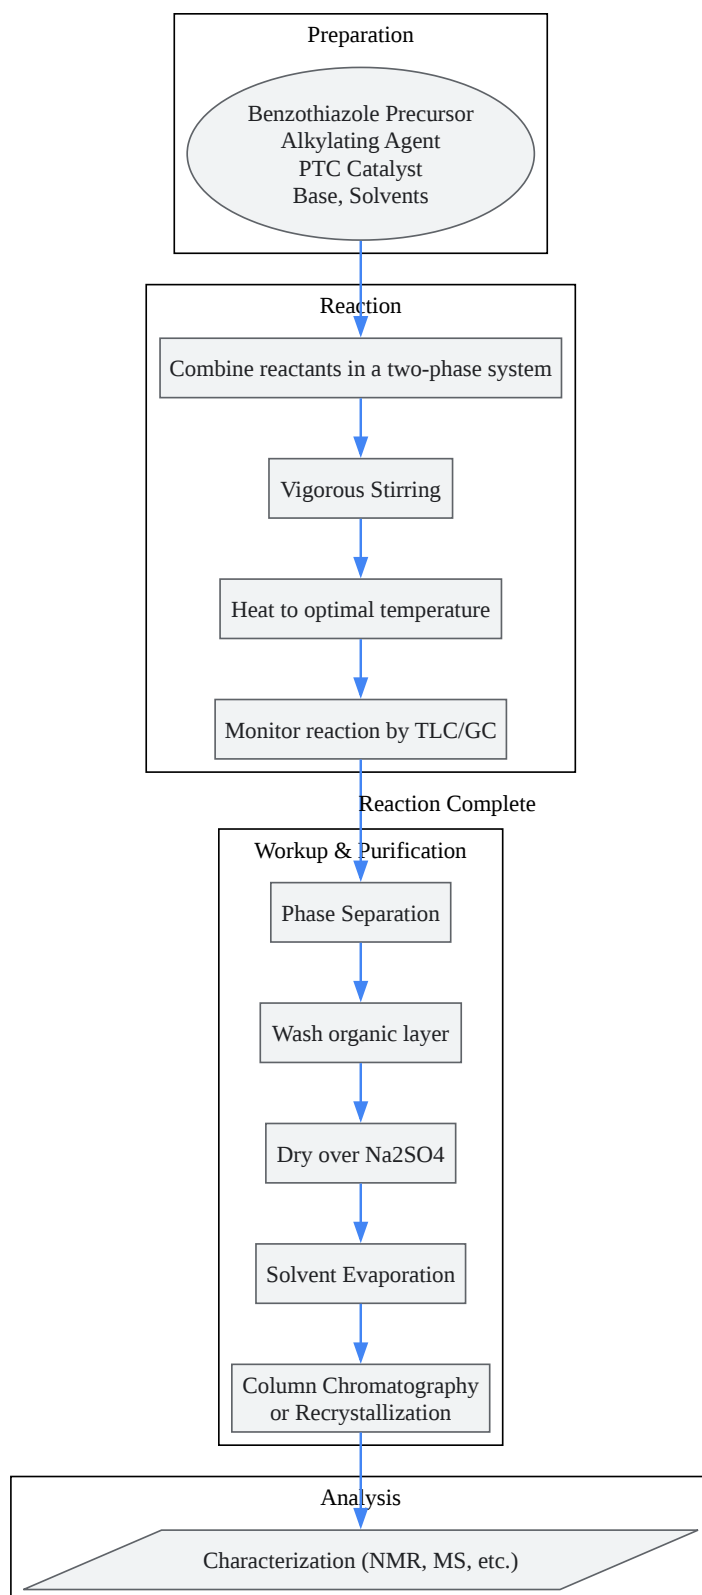 Preparation
Benzothiazole Precursor
Alkylating Agent
PTC Catalyst
Base, Solvents
Reaction
Combine reactants in a two-phase system
Vigorous Stirring
Heat to optimal temperature
Monitor reaction by TLC/GC
Reaction Complete
Workup & Purification
Phase Separation
Wash organic layer
Dry over Na2SO4
Solvent Evaporation
Column Chromatography
or Recrystallization
Analysis
Characterization (NMR, MS, etc.)